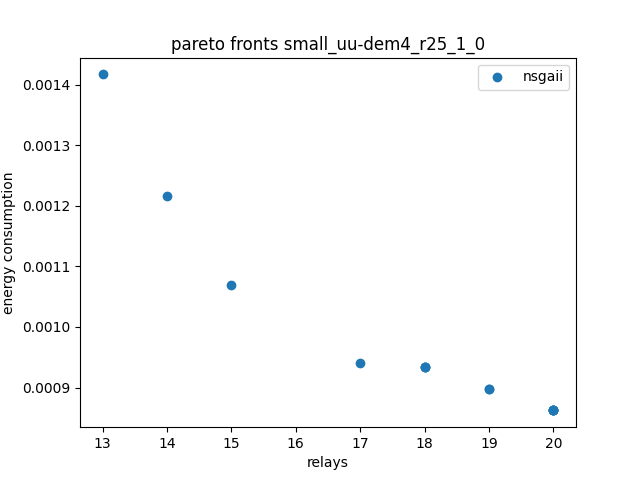 pareto fronts small_uu-dem4_r25_1_0
nsgaii
0.0014
0.0013
0.0012
0.0011
0.0010
0.0009
energy consumption
13 14 15 16 17 18 19 20
relays